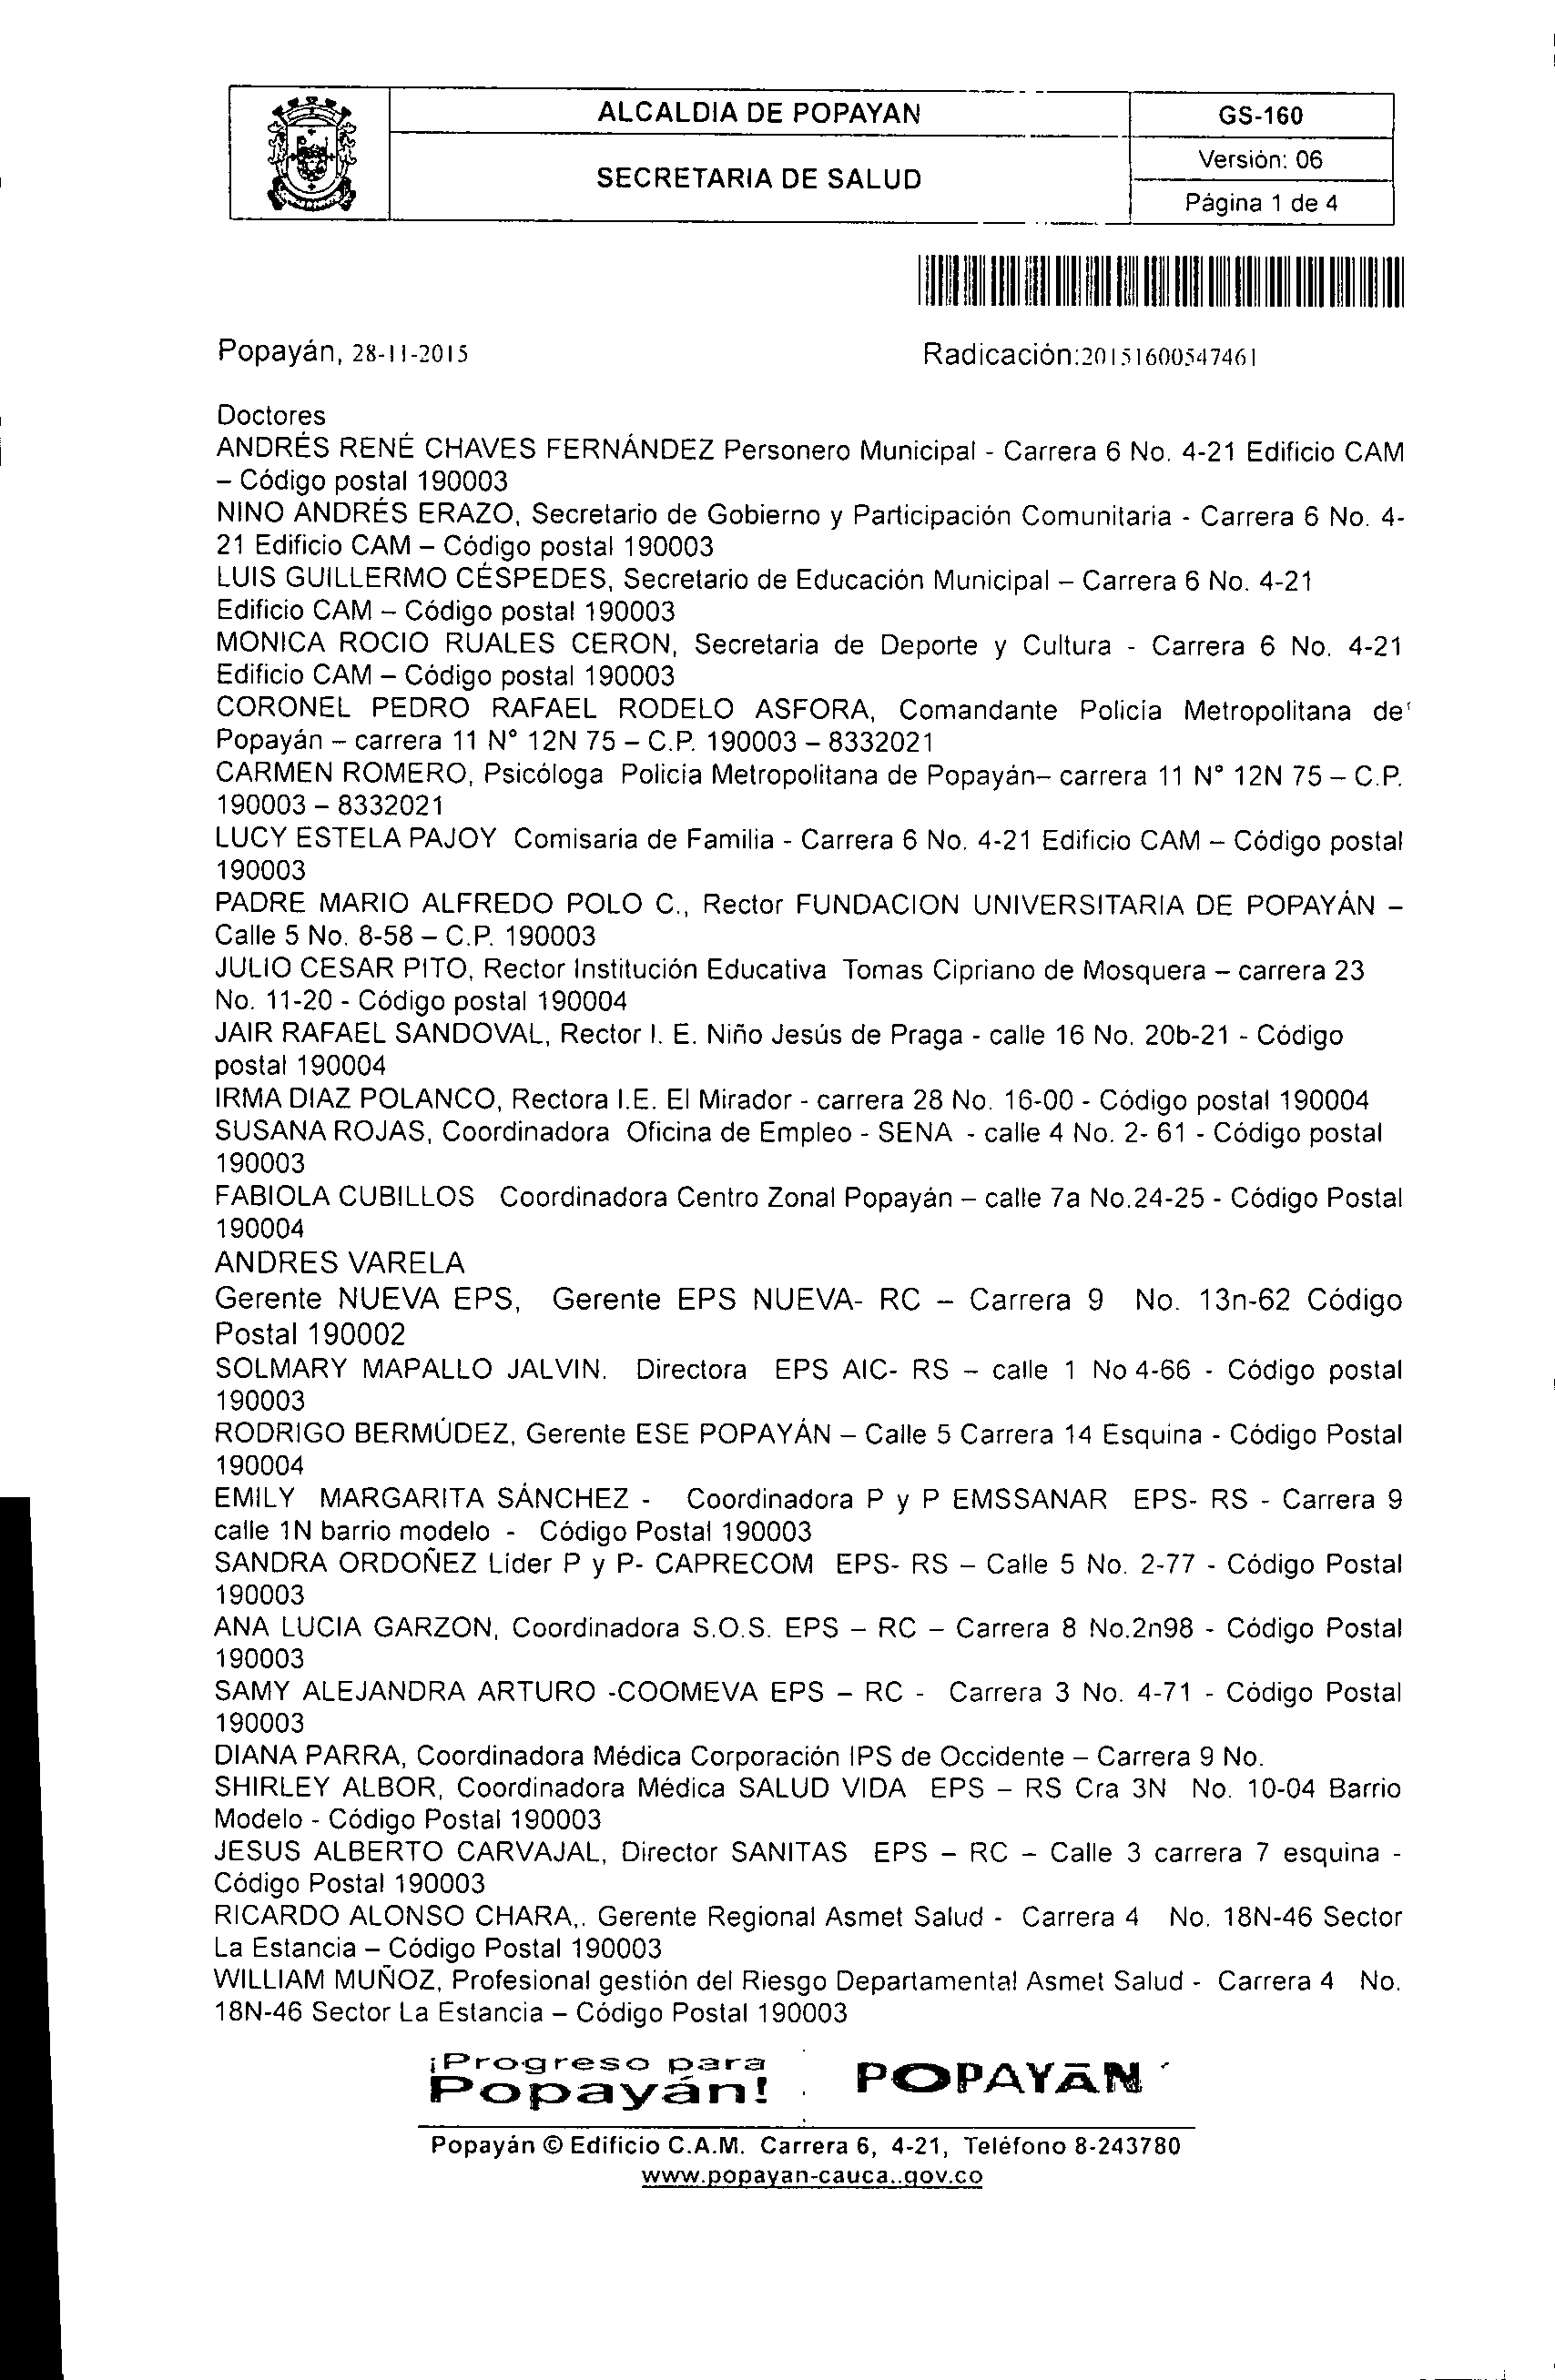 ALCALDIA DE POPAYAN
GS-160
SECRETARIA DE SALUD
Versión: 06
Página 1 de 4
Popayán, 28-11-2015
Radicación:20151600547461
Doctores
ANDRÉS RENÉ CHAVES FERNÁNDEZ Personero Municipal - Carrera 6 No. 4-21 Edificio CAM
– Código postal 190003
NINO ANDRÉS ERAZO, Secretario de Gobierno y Participación Comunitaria - Carrera 6 No. 4-
21 Edificio CAM – Código postal 190003
LUIS GUILLERMO CÉSPEDES, Secretario de Educación Municipal – Carrera 6 No. 4-21
Edificio CAM – Código postal 190003
MONICA ROCIO RUALES CERON, Secretaria de Deporte y Cultura - Carrera 6 No. 4-21
Edificio CAM – Código postal 190003
CORONEL PEDRO RAFAEL RODELO ASFORA, Comandante Policía Metropolitana de
Popayán – carrera 11 N° 12N 75 – C.P. 190003 – 8332021
CARMEN ROMERO, Psicóloga Policia Metropolitana de Popayán– carrera 11 N° 12N 75 – C.P.
190003 – 8332021
LUCY ESTELA PAJOY Comisaria de Familia - Carrera 6 No. 4-21 Edificio CAM – Código postal
190003
PADRE MARIO ALFREDO POLO C., Rector FUNDACION UNIVERSITARIA DE POPAYÁN –
Calle 5 No. 8-58 – C.P. 190003
JULIO CESAR PITO, Rector Institución Educativa Tomas Cipriano de Mosquera – carrera 23
No. 11-20 - Código postal 190004
JAIR RAFAEL SANDOVAL, Rector I. E. Niño Jesús de Praga - calle 16 No. 20b-21 - Código
postal 190004
IRMA DIAZ POLANCO, Rectora I.E. El Mirador - carrera 28 No. 16-00 - Código postal 190004
SUSANA ROJAS, Coordinadora Oficina de Empleo - SENA - calle 4 No. 2- 61 - Código postal
190003
FABIOLA CUBILLOS Coordinadora Centro Zonal Popayán – calle 7a No.24-25 - Código Postal
190004
ANDRES VARELA
Gerente NUEVA EPS, Gerente EPS NUEVA- RC – Carrera 9 No. 13n-62 Código
Postal 190002
SOLMARY MAPALLO JALVIN. Directora EPS AIC- RS – calle 1 No 4-66 - Código postal
190003
RODRIGO BERMÚDEZ, Gerente ESE POPAYÁN – Calle 5 Carrera 14 Esquina - Código Postal
190004
EMILY MARGARITA SÁNCHEZ - Coordinadora P y P EMSSANAR EPS- RS - Carrera 9
calle 1N barrio modelo - Código Postal 190003
SANDRA ORDOÑEZ Líder P y P- CAPRECOM EPS- RS – Calle 5 No. 2-77 - Código Postal
190003
ANA LUCIA GARZON, Coordinadora S.O.S. EPS – RC – Carrera 8 No.2n98 - Código Postal
190003
SAMY ALEJANDRA ARTURO -COOMEVA EPS – RC - Carrera 3 No. 4-71 - Código Postal
190003
DIANA PARRA, Coordinadora Médica Corporación IPS de Occidente – Carrera 9 No.
SHIRLEY ALBOR, Coordinadora Médica SALUD VIDA EPS – RS Cra 3N No. 10-04 Barrio
Modelo - Código Postal 190003
JESUS ALBERTO CARVAJAL, Director SANITAS EPS – RC – Calle 3 carrera 7 esquina -
Código Postal 190003
RICARDO ALONSO CHARA,. Gerente Regional Asmet Salud - Carrera 4 No. 18N-46 Sector
La Estancia – Código Postal 190003
WILLIAM MUÑOZ, Profesional gestión del Riesgo Departamental Asmet Salud - Carrera 4 No.
18N-46 Sector La Estancia – Código Postal 190003
¡Progreso para
Popayán!
POPAYÁN
Popayán © Edificio C.A.M. Carrera 6, 4-21, Teléfono 8-243780
www.popayan-cauca..gov.co